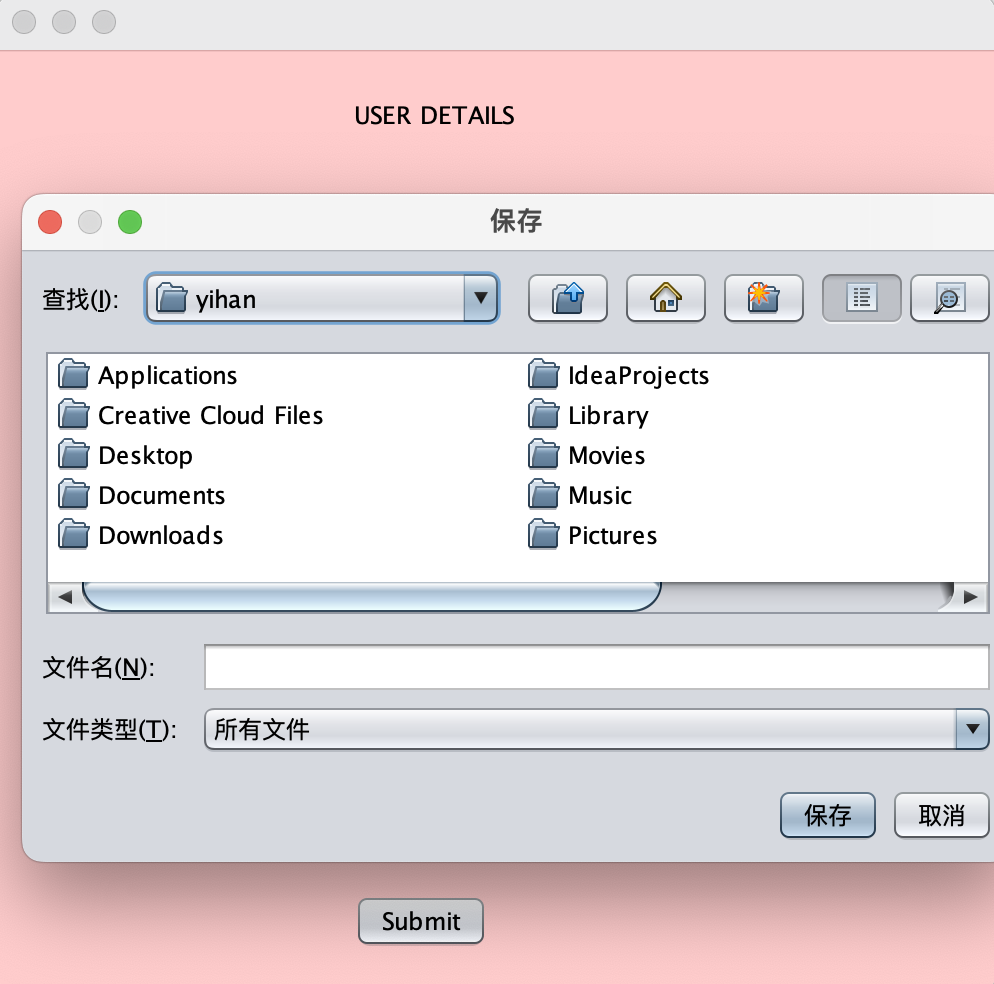 USER DETAILS
保存
查找(I):
yihan
Applications
Creative Cloud Files
Desktop
Documents
Downloads
IdeaProjects
Library
Movies
Music
Pictures
文件名(N):
文件类型(T):
所有文件
保存
取消
Submit